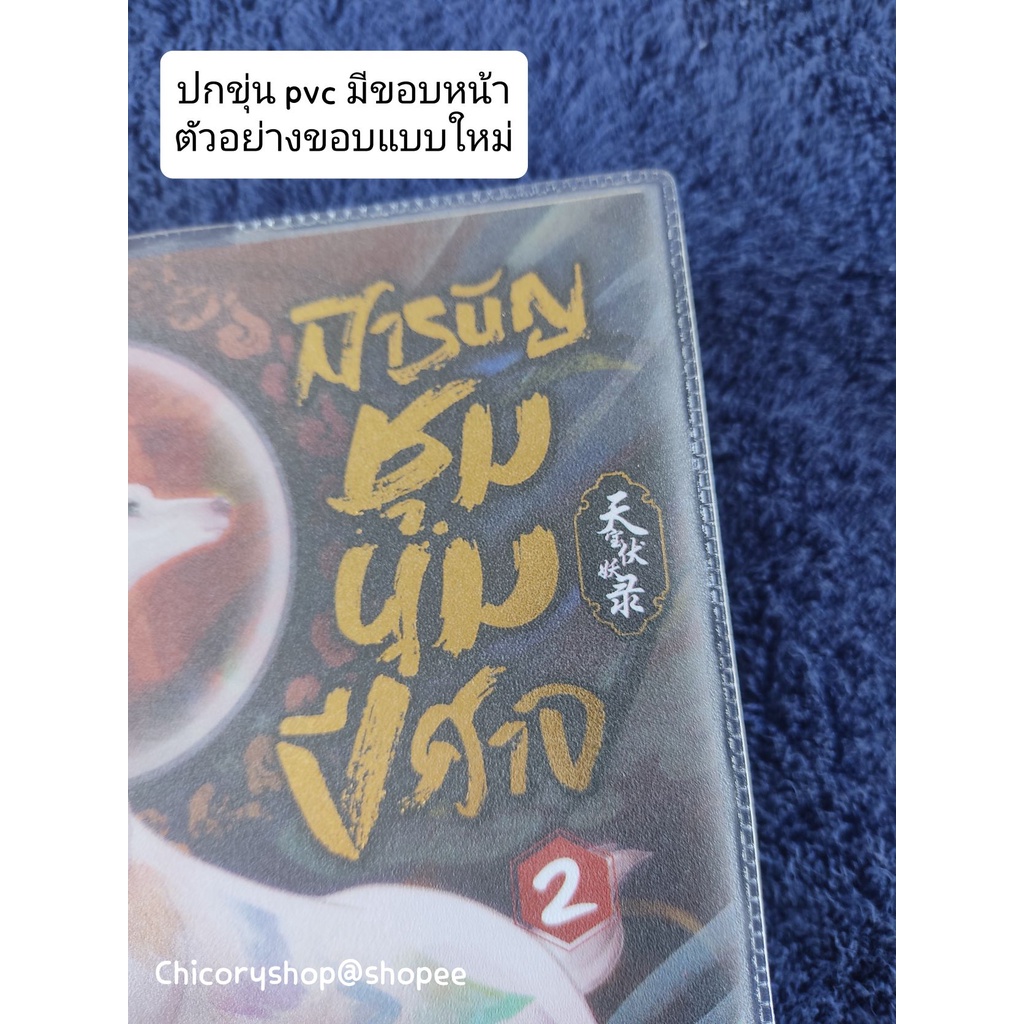 ปกขุ่น pvc มีขอบหน้า
ตัวอย่างขอบแบบใหม่
สารบัญ
ชุม
นุม
ปีศาจ
天宝伏妖录
2
Chicoryshop@shopee